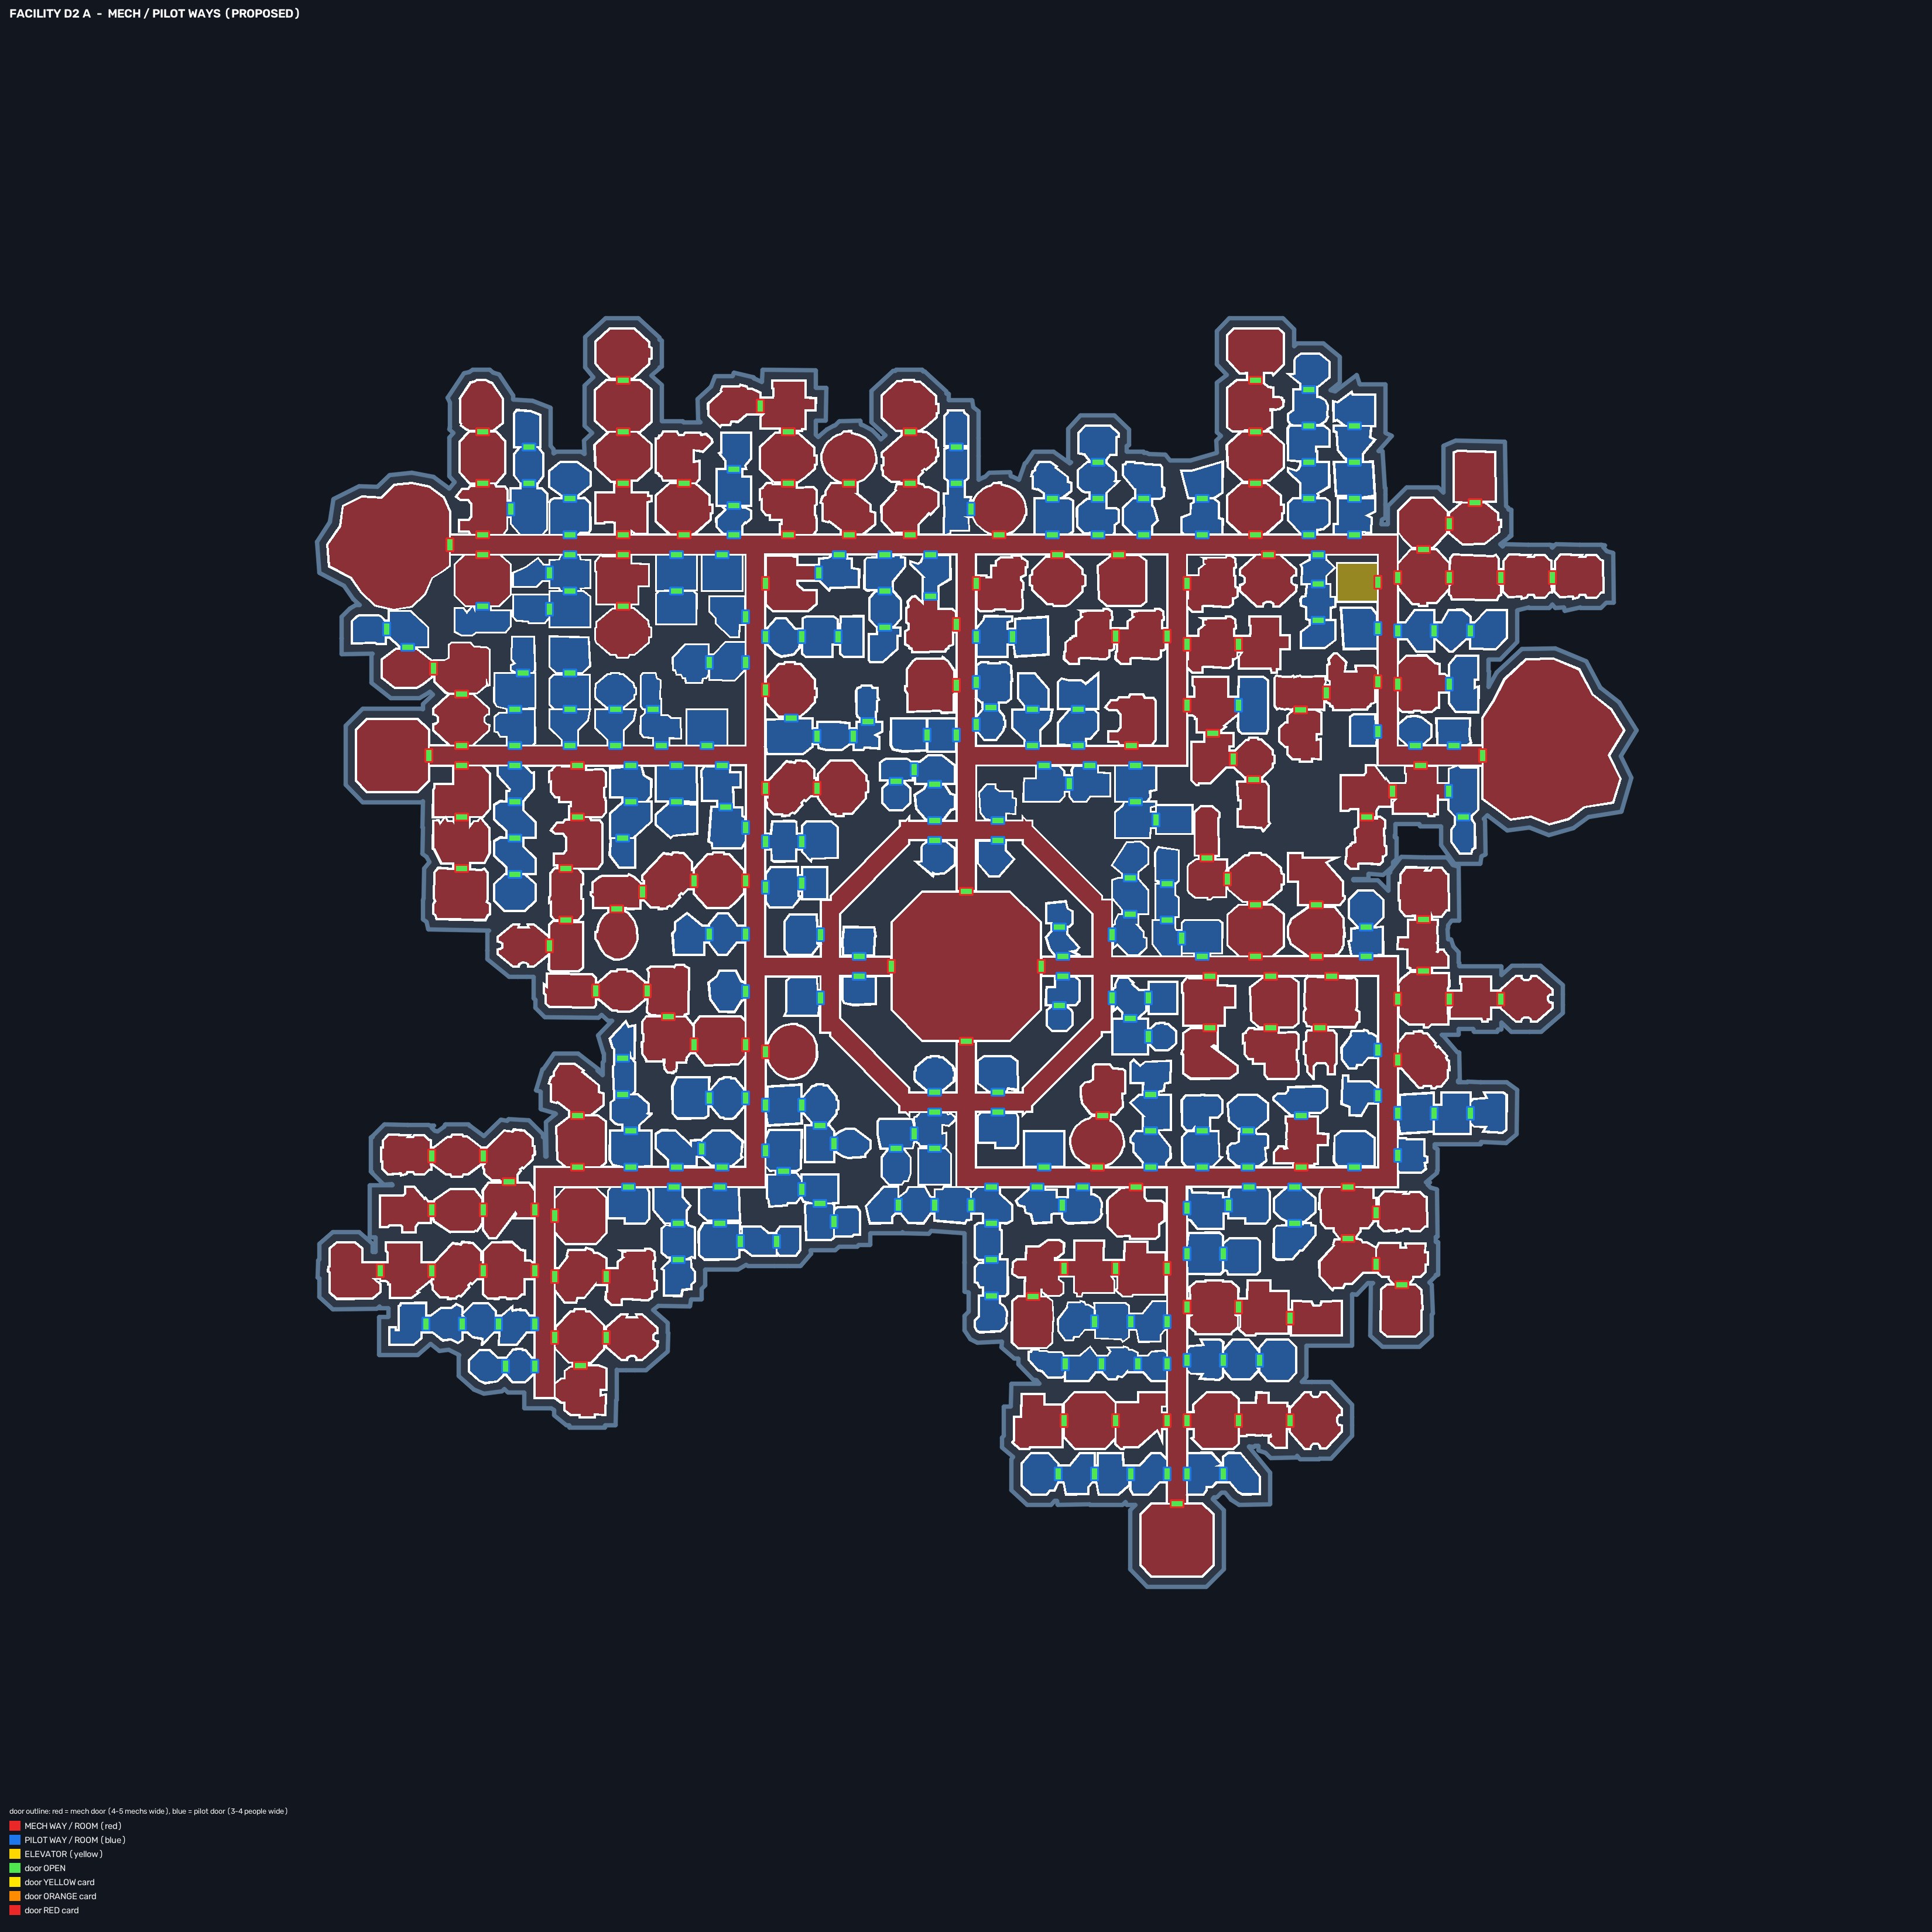 FACILITY D2 A - MECH / PILOT WAYS (PROPOSED)
door outline: red = mech door (4-5 mechs wide), blue = pilot door (3-4 people wide)
MECH WAY / ROOM (red)
PILOT WAY / ROOM (blue)
ELEVATOR (yellow)
door OPEN
door YELLOW card
door ORANGE card
door RED card